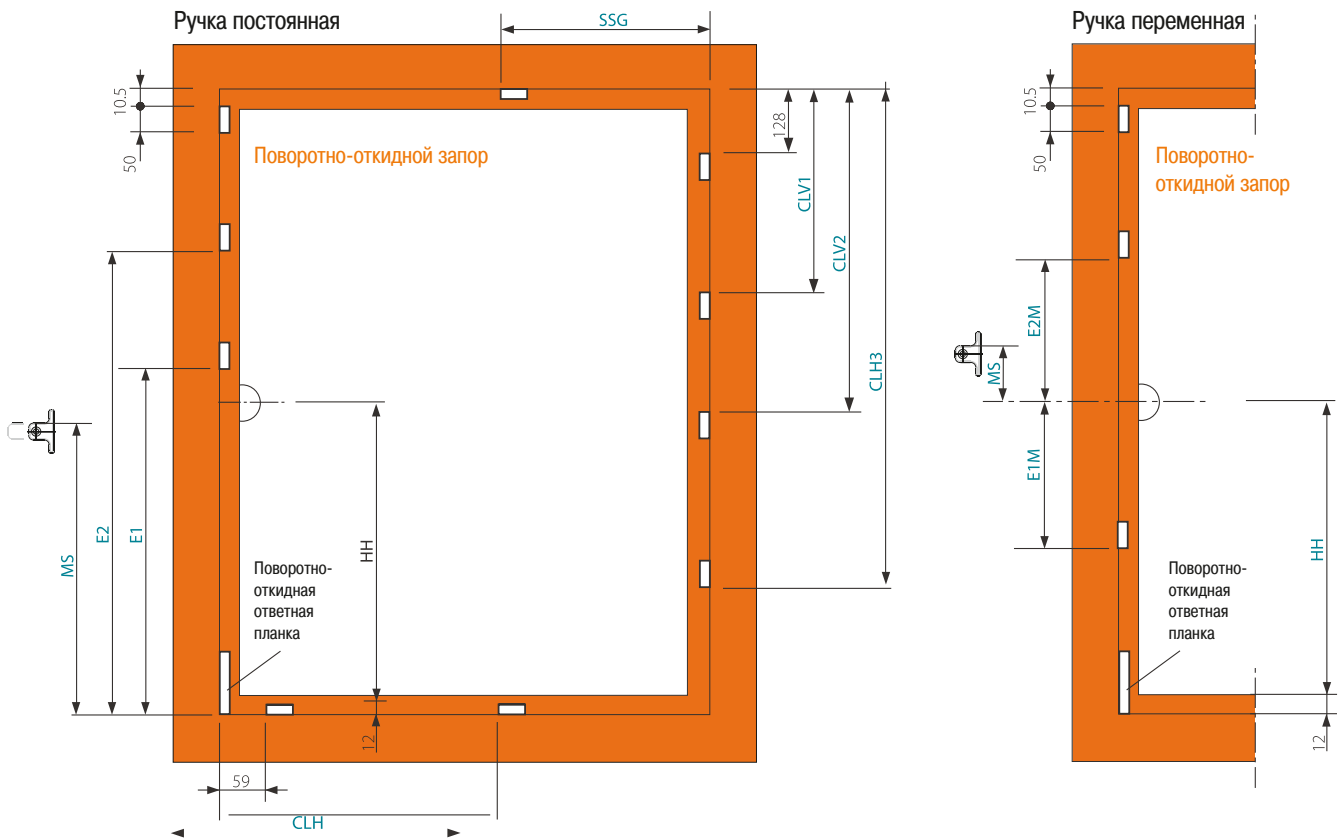 Ручка постоянная
SSG
Ручка переменная
10.5
50
Поворотно-откидной запор
128
CLV1
CLV2
CLH3
MS
E2
E1
HH
Поворотно-
откидная
ответная
планка
12
59
CLH
10.5
50
Поворотно-
откидной запор
E2M
MS
E1M
HH
Поворотно-
откидная
ответная
планка
12